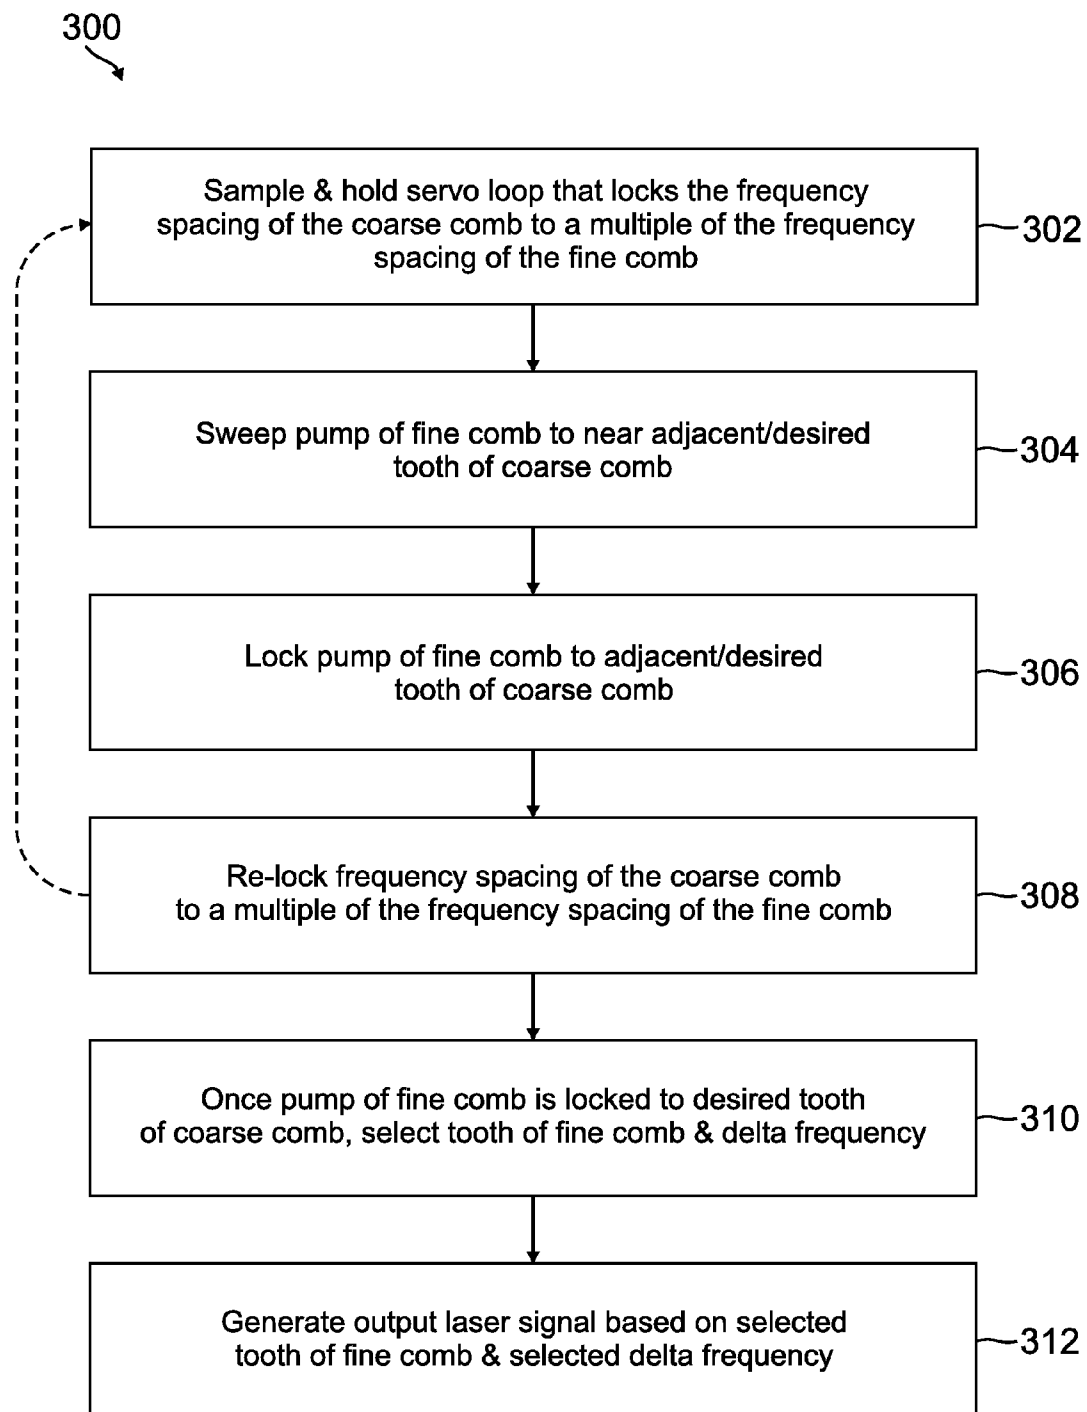 300
Sample & hold servo loop that locks the frequency
spacing of the coarse comb to a multiple of the frequency
spacing of the fine comb
302
Sweep pump of fine comb to near adjacent/desired
tooth of coarse comb
304
Lock pump of fine comb to adjacent/desired
tooth of coarse comb
306
Re-lock frequency spacing of the coarse comb
to a multiple of the frequency spacing of the fine comb
308
Once pump of fine comb is locked to desired tooth
of coarse comb, select tooth of fine comb & delta frequency
310
Generate output laser signal based on selected
tooth of fine comb & selected delta frequency
312